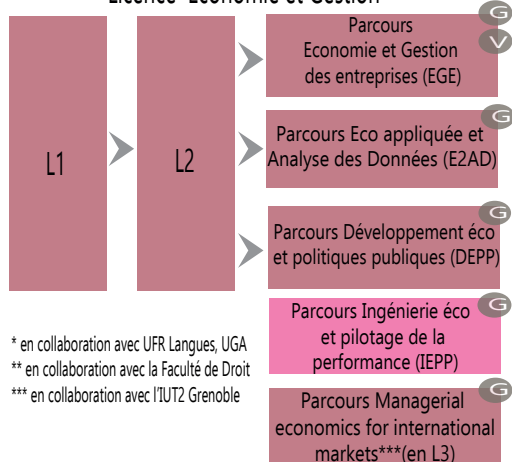 Licence Economie et Gestion
L1
L2
G
V
Parcours
Economie et Gestion
des entreprises (EGE)
G
Parcours Eco appliquée et
Analyse des Données (E2AD)
G
Parcours Développement éco
et politiques publiques (DEPP)
G
Parcours Ingénierie éco
et pilotage de la
performance (IEPP)
G
Parcours Managerial
economics for international
markets***(en L3)
* en collaboration avec UFR Langues, UGA
** en collaboration avec la Faculté de Droit
*** en collaboration avec l'IUT2 Grenoble